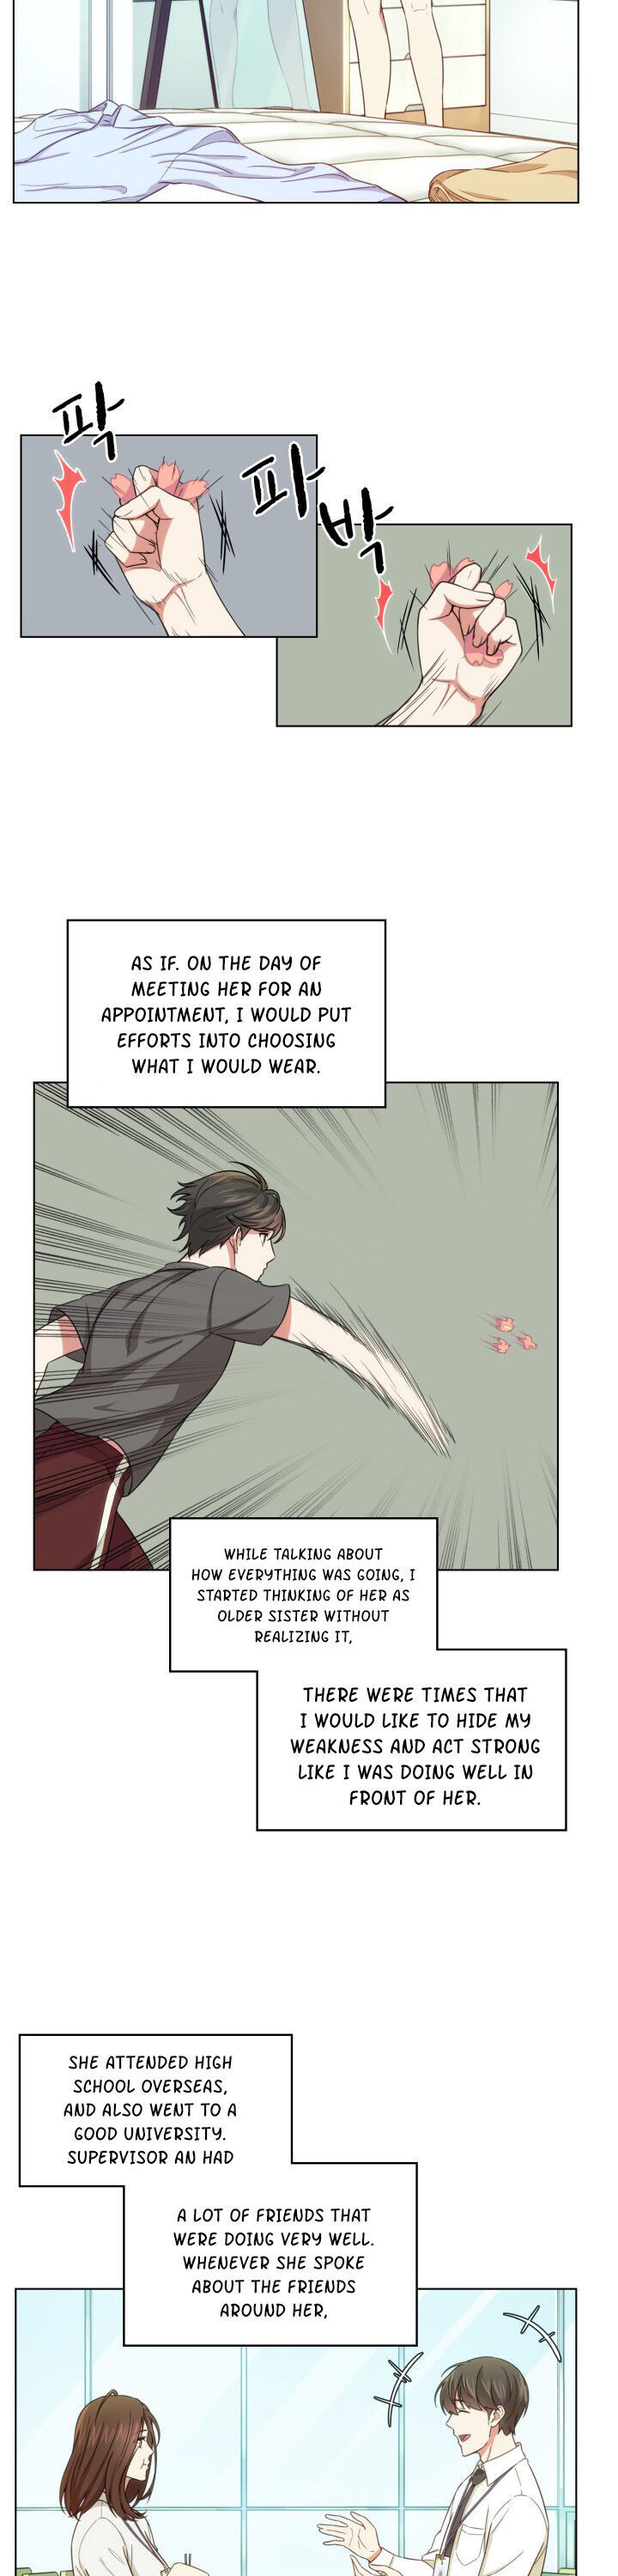 파
팍
파
박
AS IF. ON THE DAY OF
MEETING HER FOR AN
APPOINTMENT, I WOULD PUT
EFFORTS INTO CHOOSING
WHAT I WOULD WEAR.
WHILE TALKING ABOUT
HOW EVERYTHING WAS GOING, I
STARTED THINKING OF HER AS
OLDER SISTER WITHOUT
REALIZING IT,
THERE WERE TIMES THAT
I WOULD LIKE TO HIDE MY
WEAKNESS AND ACT STRONG
LIKE I WAS DOING WELL IN
FRONT OF HER.
SHE ATTENDED HIGH
SCHOOL OVERSEAS,
AND ALSO WENT TO A
GOOD UNIVERSITY.
SUPERVISOR AN HAD
A LOT OF FRIENDS THAT
WERE DOING VERY WELL.
WHENEVER SHE SPOKE
ABOUT THE FRIENDS
AROUND HER,